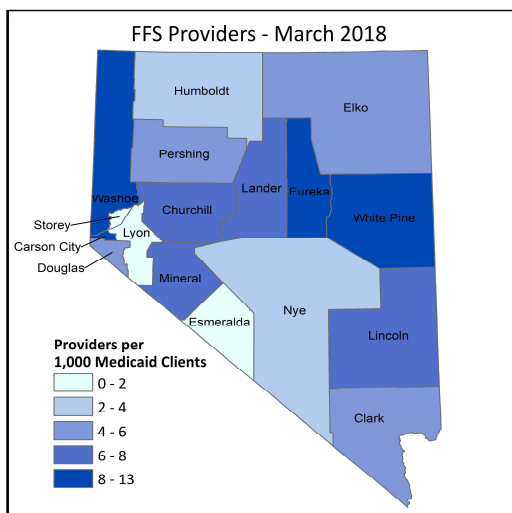 FFS Providers - March 2018
Humboldt
Elko
Pershing
Lander
Eureka
Washoe
Churchill
White Pine
Storey
Lyon
Carson City
Douglas
Mineral
Nye
Esmeralda
Lincoln
Clark
Providers per
1,000 Medicaid Clients
0 - 2
2 - 4
4 - 6
6 - 8
8 - 13